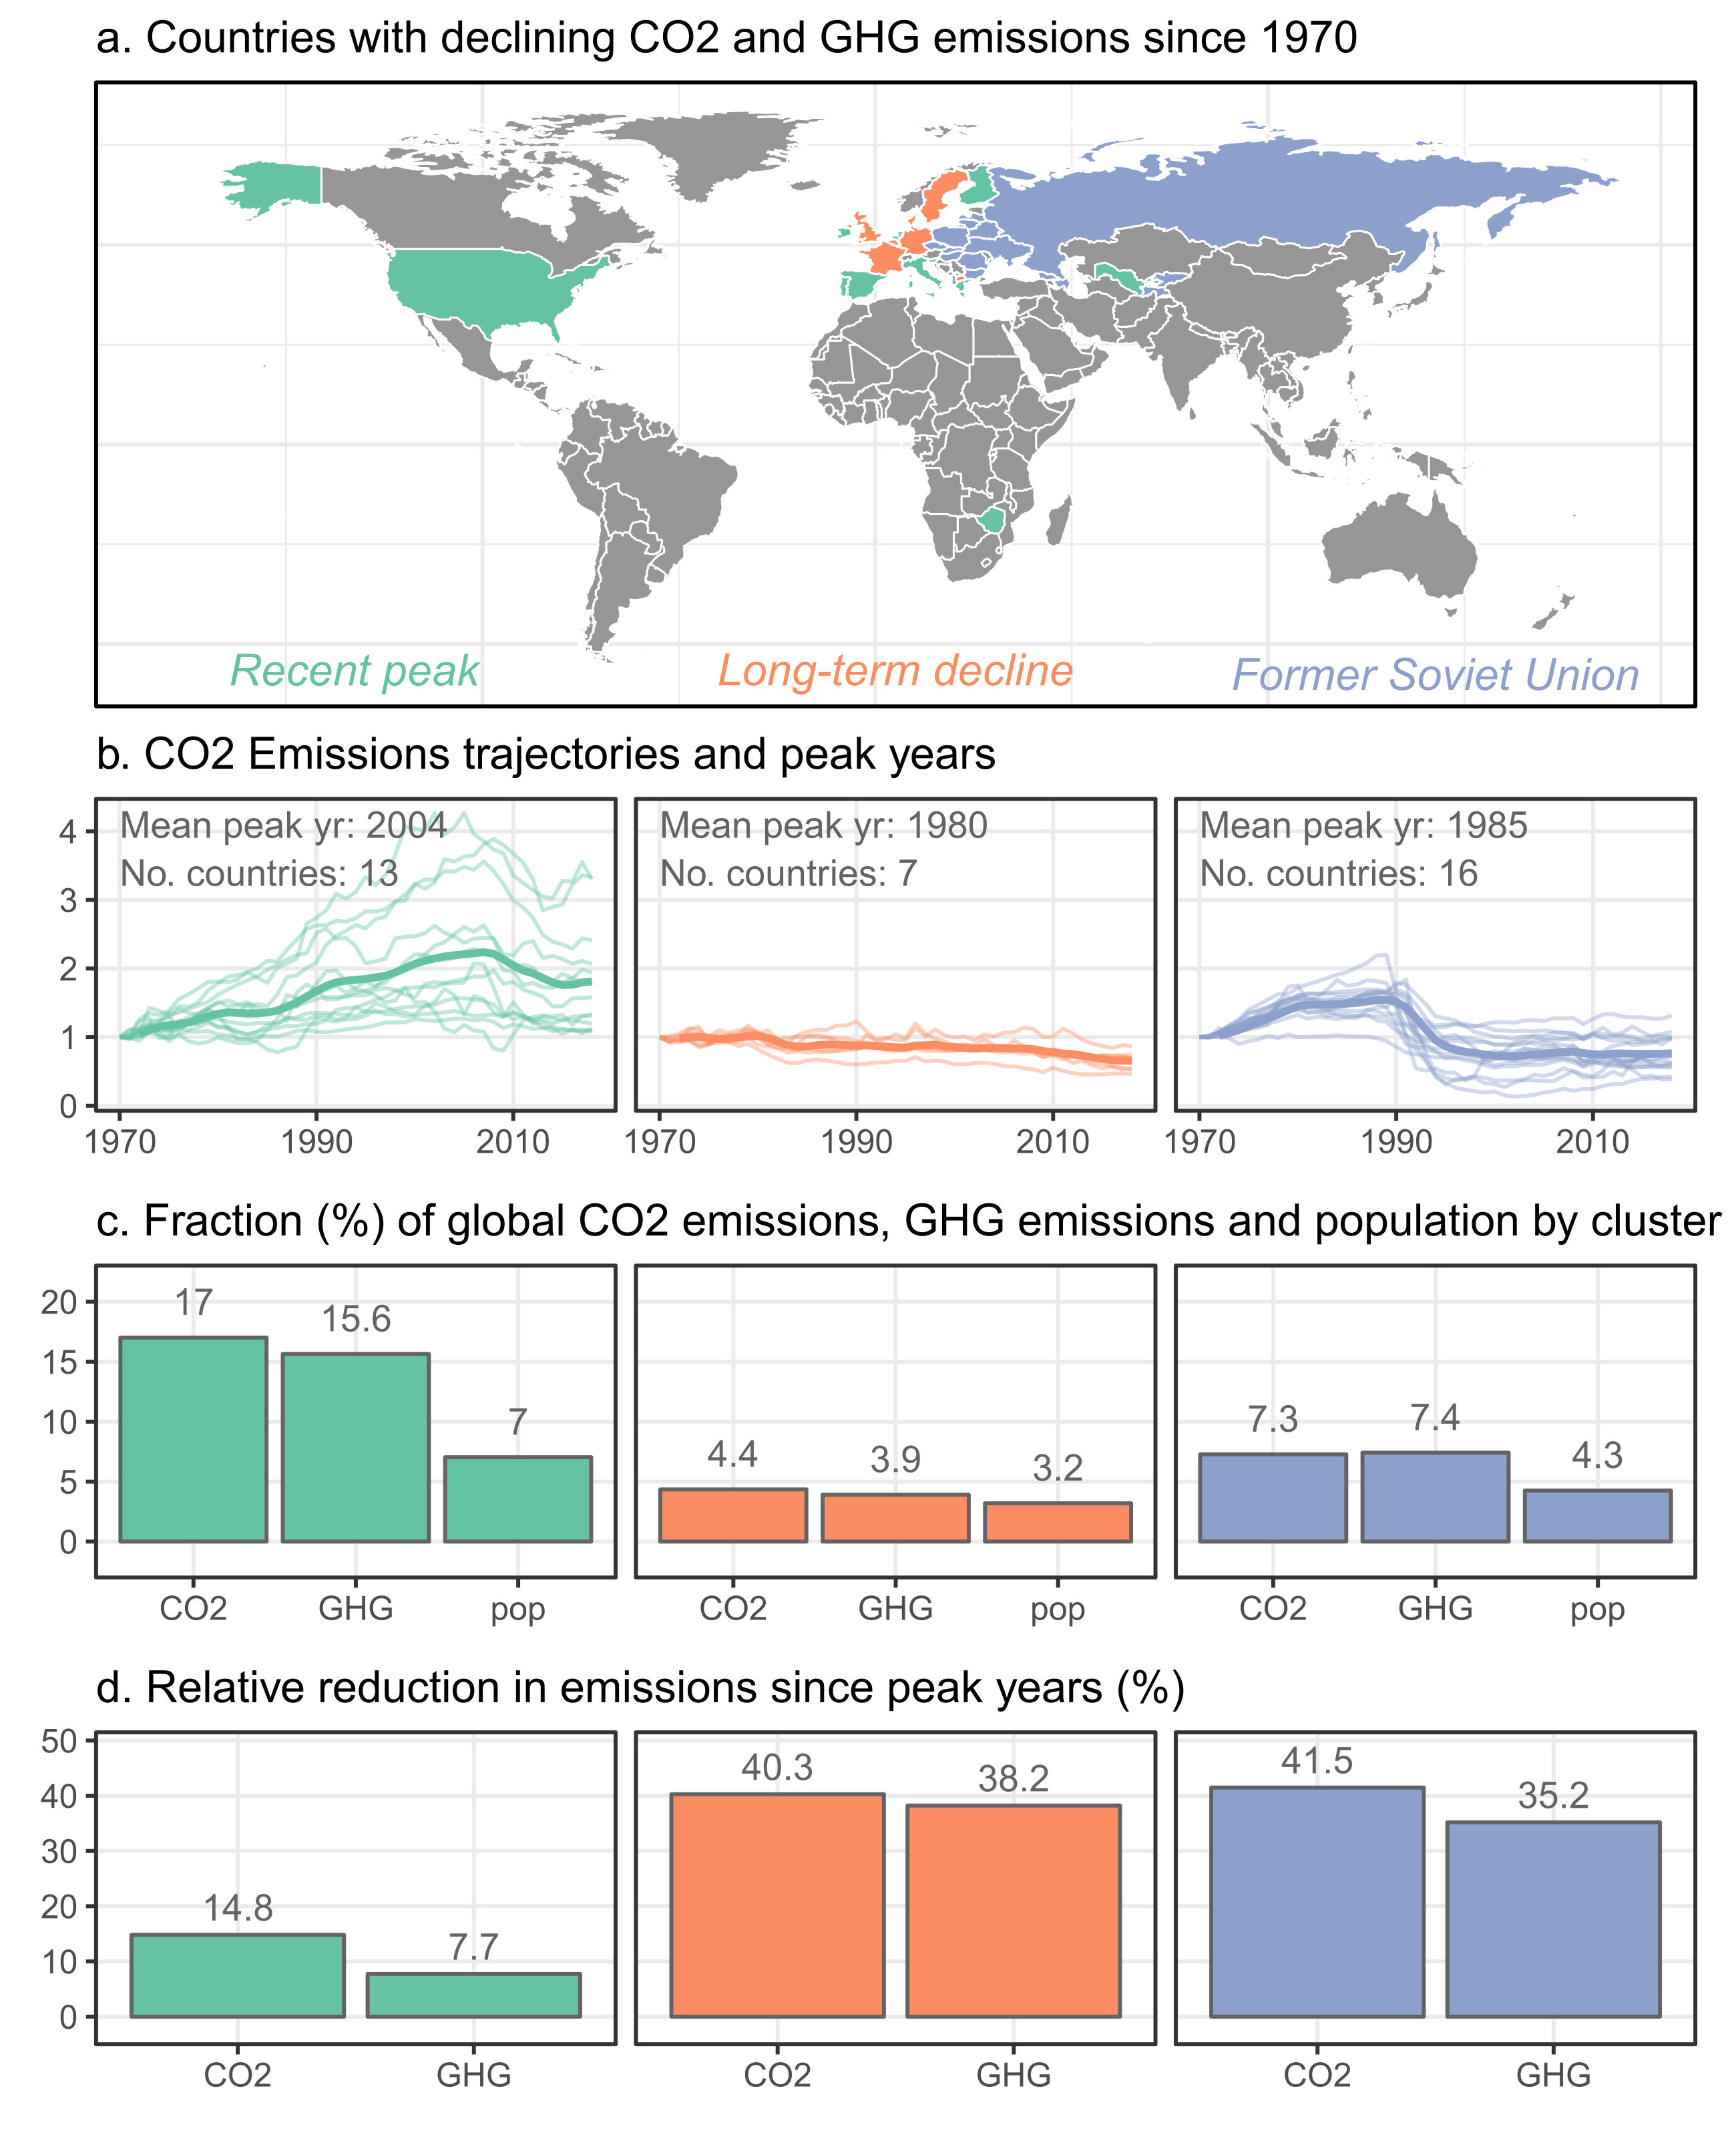 a. Countries with declining CO2 and GHG emissions since 1970
Recent peak
Long-term decline
Former Soviet Union
b. CO2 Emissions trajectories and peak years
Mean peak yr: 2004
No. countries: 13
Mean peak yr: 1980
No. countries: 7
Mean peak yr: 1985
No. countries: 16
4
3
2
1
0
1970 1990 2010 1970 1990 2010 1970 1990 2010
c. Fraction (%) of global CO2 emissions, GHG emissions and population by cluster
20
15
10
5
0
17 15.6 7
4.4 3.9 3.2
7.3 7.4 4.3
CO2 GHG pop CO2 GHG pop CO2 GHG pop
d. Relative reduction in emissions since peak years (%)
50
40
30
20
10
0
14.8 7.7
40.3 38.2
41.5 35.2
CO2 GHG CO2 GHG CO2 GHG